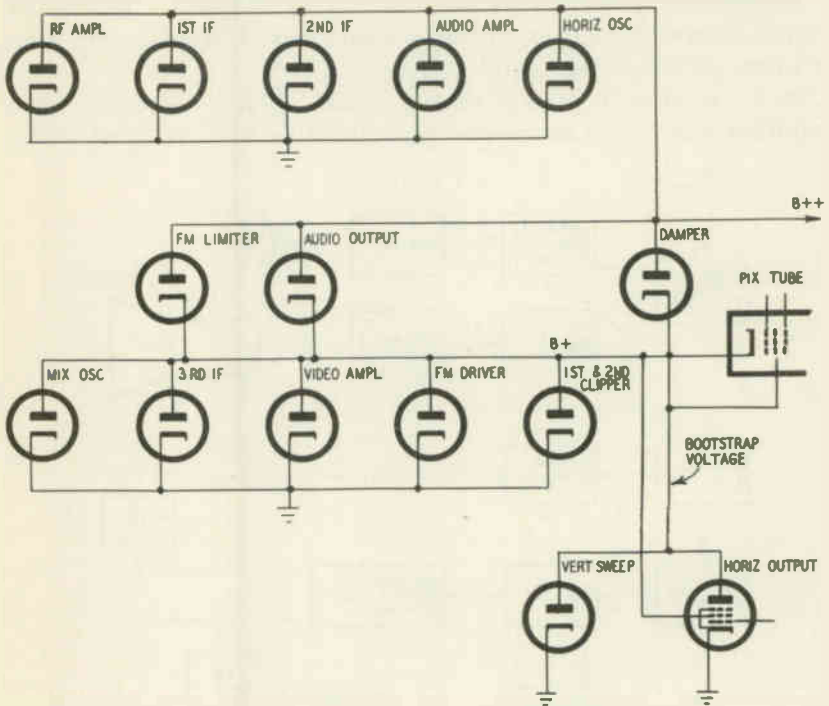 RF AMPL
1ST IF
2ND IF
AUDIO AMPL
HORIZ OSC
B++
FM LIMITER
AUDIO OUTPUT
DAMPER
PIX TUBE
B+
MIX OSC
3RD IF
VIDEO AMPL
FM DRIVER
1ST & 2ND
CLIPPER
BOOTSTRAP
VOLTAGE
VERT SWEEP
HORIZ OUTPUT